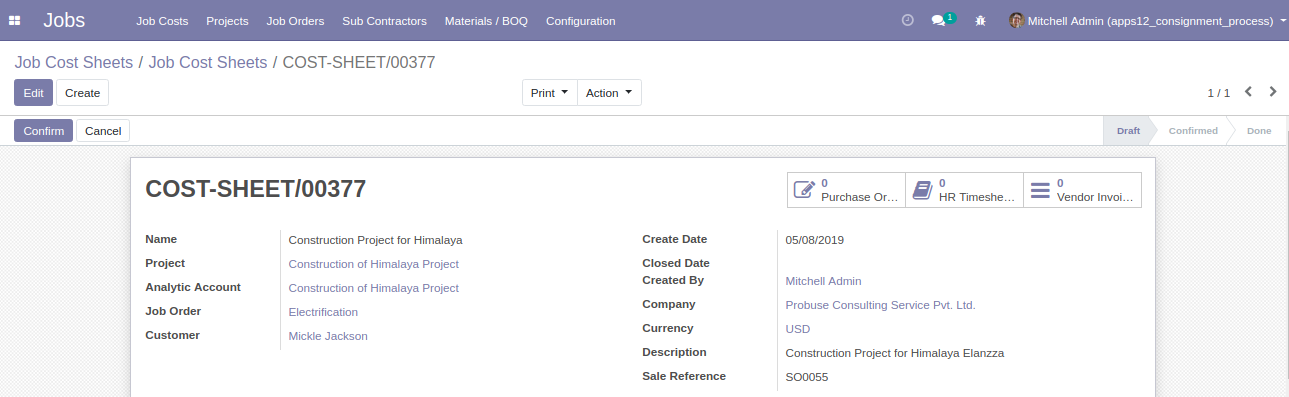 Jobs Job Costs Projects Job Orders Sub Contractors Materials / BOQ Configuration 1 Mitchell Admin (apps12_consignment_process)
Job Cost Sheets / Job Cost Sheets / COST-SHEET/00377
Edit Create Print Action 1 / 1
Confirm Cancel Draft Confirmed Done
COST-SHEET/00377
0 Purchase Or… 0 HR Timeshe… 0 Vendor Invoi…
Name Construction Project for Himalaya
Project Construction of Himalaya Project
Analytic Account Construction of Himalaya Project
Job Order Electrification
Customer Mickle Jackson
Create Date 05/08/2019
Closed Date
Created By Mitchell Admin
Company Probuse Consulting Service Pvt. Ltd.
Currency USD
Description Construction Project for Himalaya Elanzza
Sale Reference SO0055